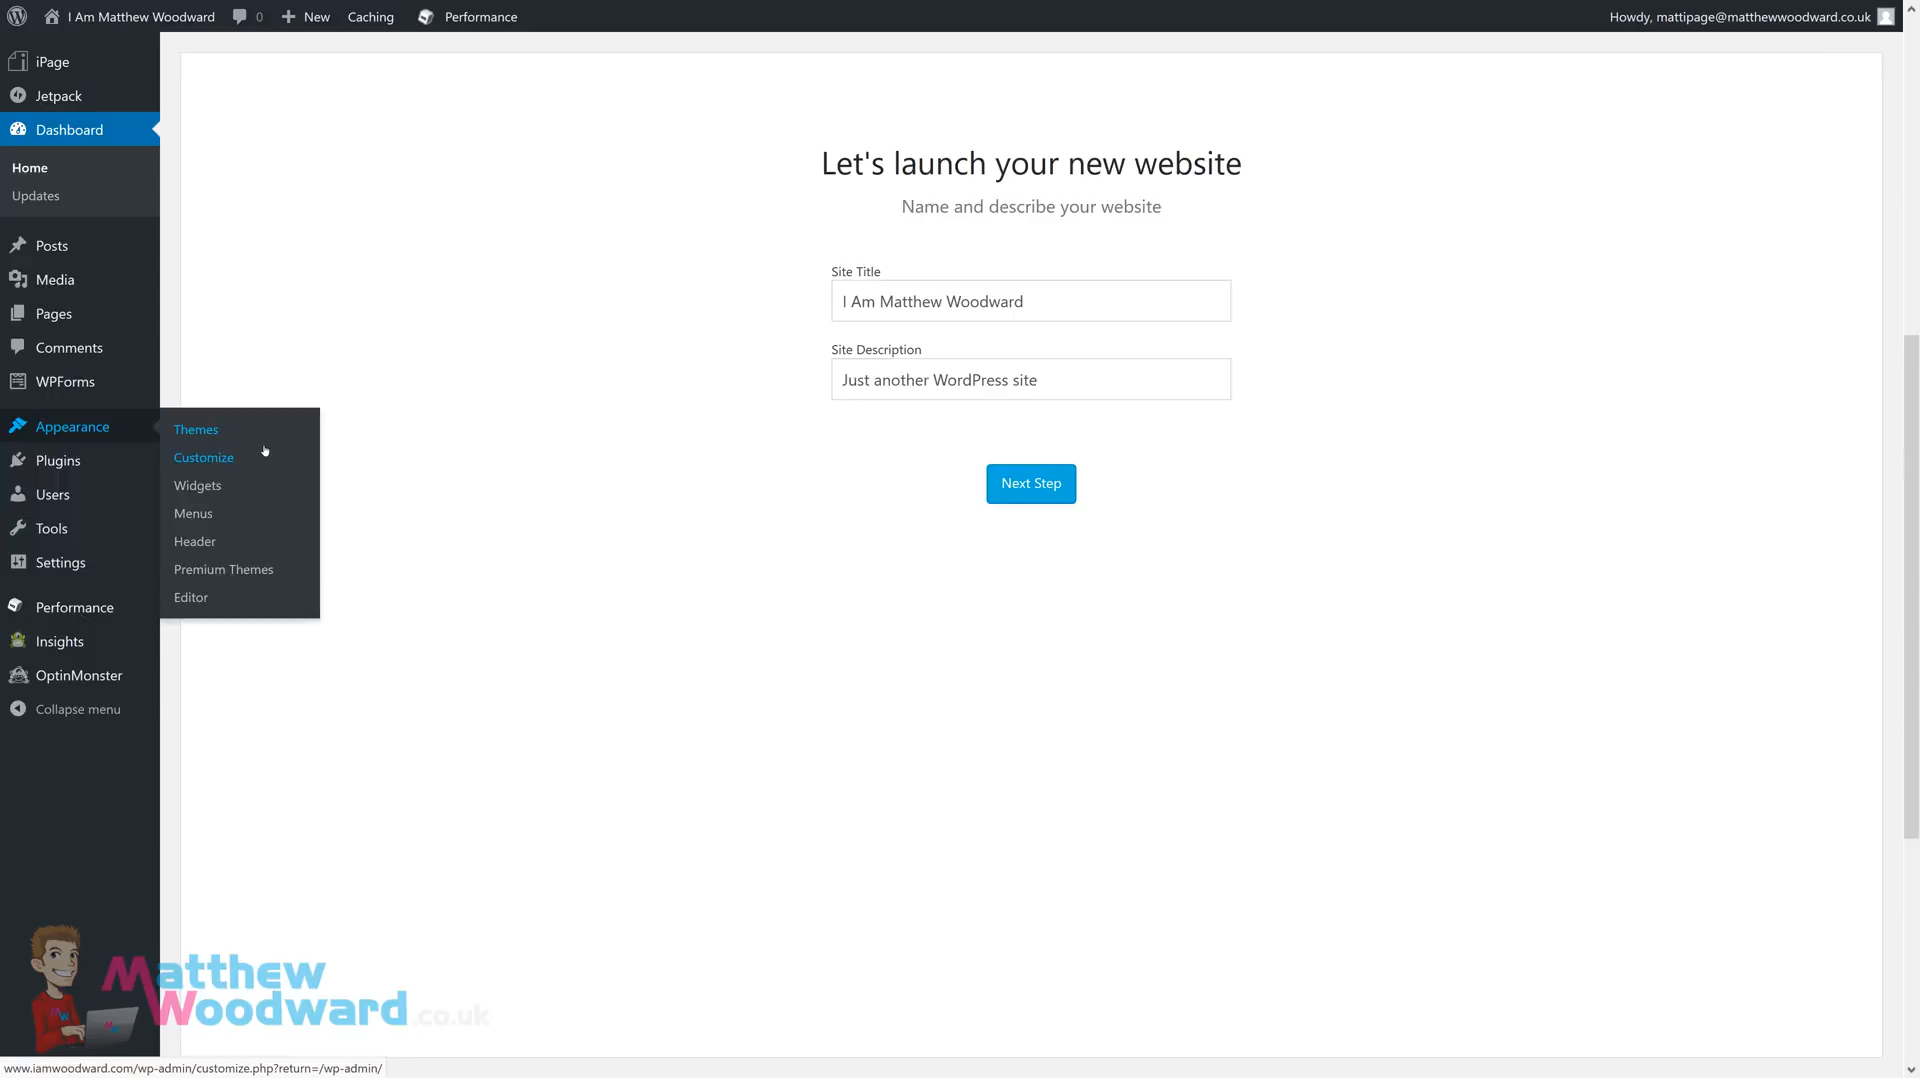 I Am Matthew Woodward 0 New Caching Performance Howdy, mattipage@matthewwoodward.co.uk
iPage
Jetpack
Dashboard
Home
Updates
Posts
Media
Pages
Comments
WPForms
Appearance
Plugins
Users
Tools
Settings
Performance
Insights
OptinMonster
Collapse menu
Themes
Customize
Widgets
Menus
Header
Premium Themes
Editor
Let's launch your new website
Name and describe your website
Site Title
I Am Matthew Woodward
Site Description
Just another WordPress site
Next Step
Matthew
Woodward.co.uk
MW
www.iamwoodward.com/wp-admin/customize.php?return=/wp-admin/